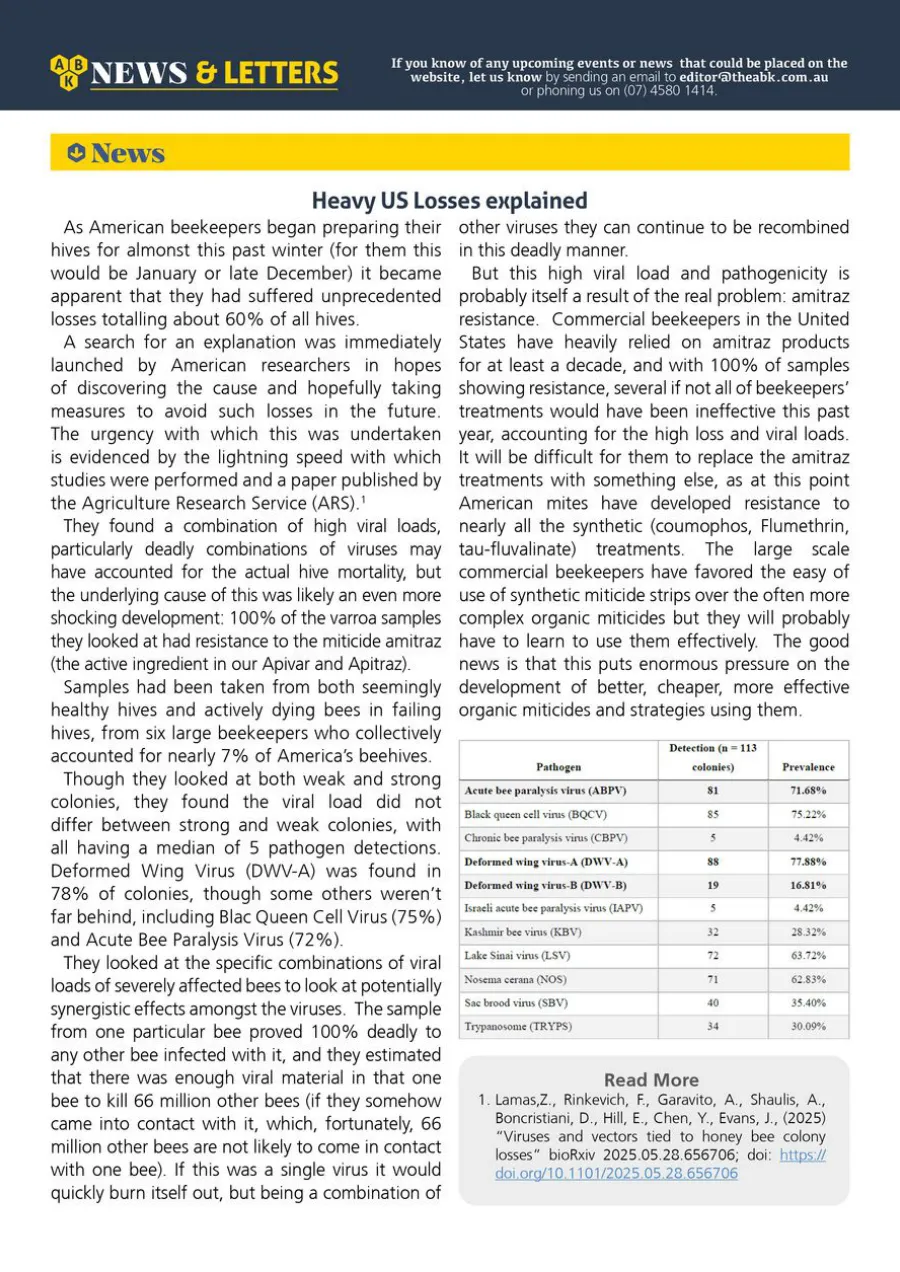 A B K
NEWS & LETTERS
If you know of any upcoming events or news that could be placed on the
website, let us know by sending an email to editor@theabk.com.au
or phoning us on (07) 4580 1414.
News
Heavy US Losses explained
As American beekeepers began preparing their
hives for almonst this past winter (for them this
would be January or late December) it became
apparent that they had suffered unprecedented
losses totalling about 60% of all hives.
A search for an explanation was immediately
launched by American researchers in hopes
of discovering the cause and hopefully taking
measures to avoid such losses in the future.
The urgency with which this was undertaken
is evidenced by the lightning speed with which
studies were performed and a paper published by
the Agriculture Research Service (ARS).¹
They found a combination of high viral loads,
particularly deadly combinations of viruses may
have accounted for the actual hive mortality, but
the underlying cause of this was likely an even more
shocking development: 100% of the varroa samples
they looked at had resistance to the miticide amitraz
(the active ingredient in our Apivar and Apitraz).
Samples had been taken from both seemingly
healthy hives and actively dying bees in failing
hives, from six large beekeepers who collectively
accounted for nearly 7% of America's beehives.
Though they looked at both weak and strong
colonies, they found the viral load did not
differ between strong and weak colonies, with
all having a median of 5 pathogen detections.
Deformed Wing Virus (DWV-A) was found in
78% of colonies, though some others weren't
far behind, including Blac Queen Cell Virus (75%)
and Acute Bee Paralysis Virus (72%).
They looked at the specific combinations of viral
loads of severely affected bees to look at potentially
synergistic effects amongst the viruses. The sample
from one particular bee proved 100% deadly to
any other bee infected with it, and they estimated
that there was enough viral material in that one
bee to kill 66 million other bees (if they somehow
came into contact with it, which, fortunately, 66
million other bees are not likely to come in contact
with one bee). If this was a single virus it would
quickly burn itself out, but being a combination of
other viruses they can continue to be recombined
in this deadly manner.
But this high viral load and pathogenicity is
probably itself a result of the real problem: amitraz
resistance. Commercial beekeepers in the United
States have heavily relied on amitraz products
for at least a decade, and with 100% of samples
showing resistance, several if not all of beekeepers'
treatments would have been ineffective this past
year, accounting for the high loss and viral loads.
It will be difficult for them to replace the amitraz
treatments with something else, as at this point
American mites have developed resistance to
nearly all the synthetic (coumophos, Flumethrin,
tau-fluvalinate) treatments. The large scale
commercial beekeepers have favored the easy of
use of synthetic miticide strips over the often more
complex organic miticides but they will probably
have to learn to use them effectively. The good
news is that this puts enormous pressure on the
development of better, cheaper, more effective
organic miticides and strategies using them.
Pathogen Detection (n = 113 colonies) Prevalence
Acute bee paralysis virus (ABPV) 81 71.68%
Black queen cell virus (BQCV) 85 75.22%
Chronic bee paralysis virus (CBPV) 5 4.42%
Deformed wing virus-A (DWV-A) 88 77.88%
Deformed wing virus-B (DWV-B) 19 16.81%
Israeli acute bee paralysis virus (IAPV) 5 4.42%
Kashmir bee virus (KBV) 32 28.32%
Lake Sinai virus (LSV) 72 63.72%
Nosema cerana (NOS) 71 62.83%
Sac brood virus (SBV) 40 35.40%
Trypanosome (TRYPS) 34 30.09%
Read More
1. Lamas,Z., Rinkevich, F., Garavito, A., Shaulis, A.,
Boncristiani, D., Hill, E., Chen, Y., Evans, J., (2025)
"Viruses and vectors tied to honey bee colony
losses" bioRxiv 2025.05.28.656706; doi: https://
doi.org/10.1101/2025.05.28.656706